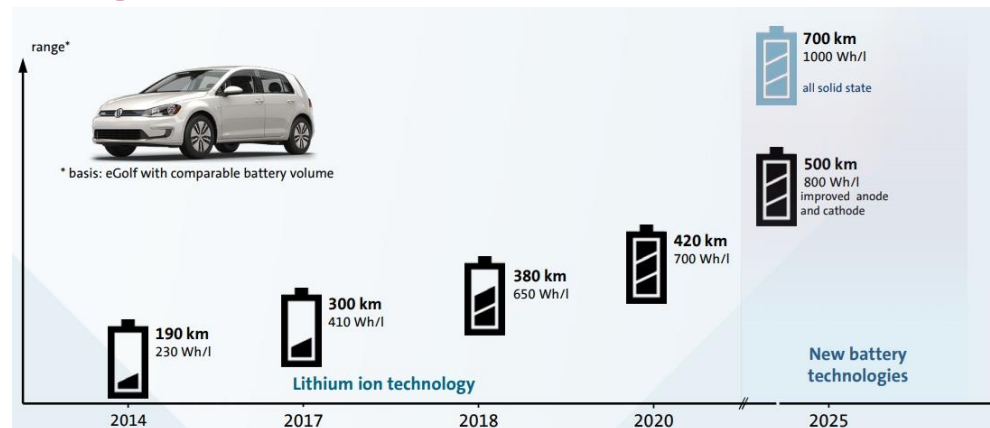 range*
* basis: eGolf with comparable battery volume
190 km
230 Wh/l
300 km
410 Wh/l
380 km
650 Wh/l
420 km
700 Wh/l
700 km
1000 Wh/l
all solid state
500 km
800 Wh/l
improved anode
and cathode
Lithium ion technology
New battery
technologies
2014
2017
2018
2020
2025